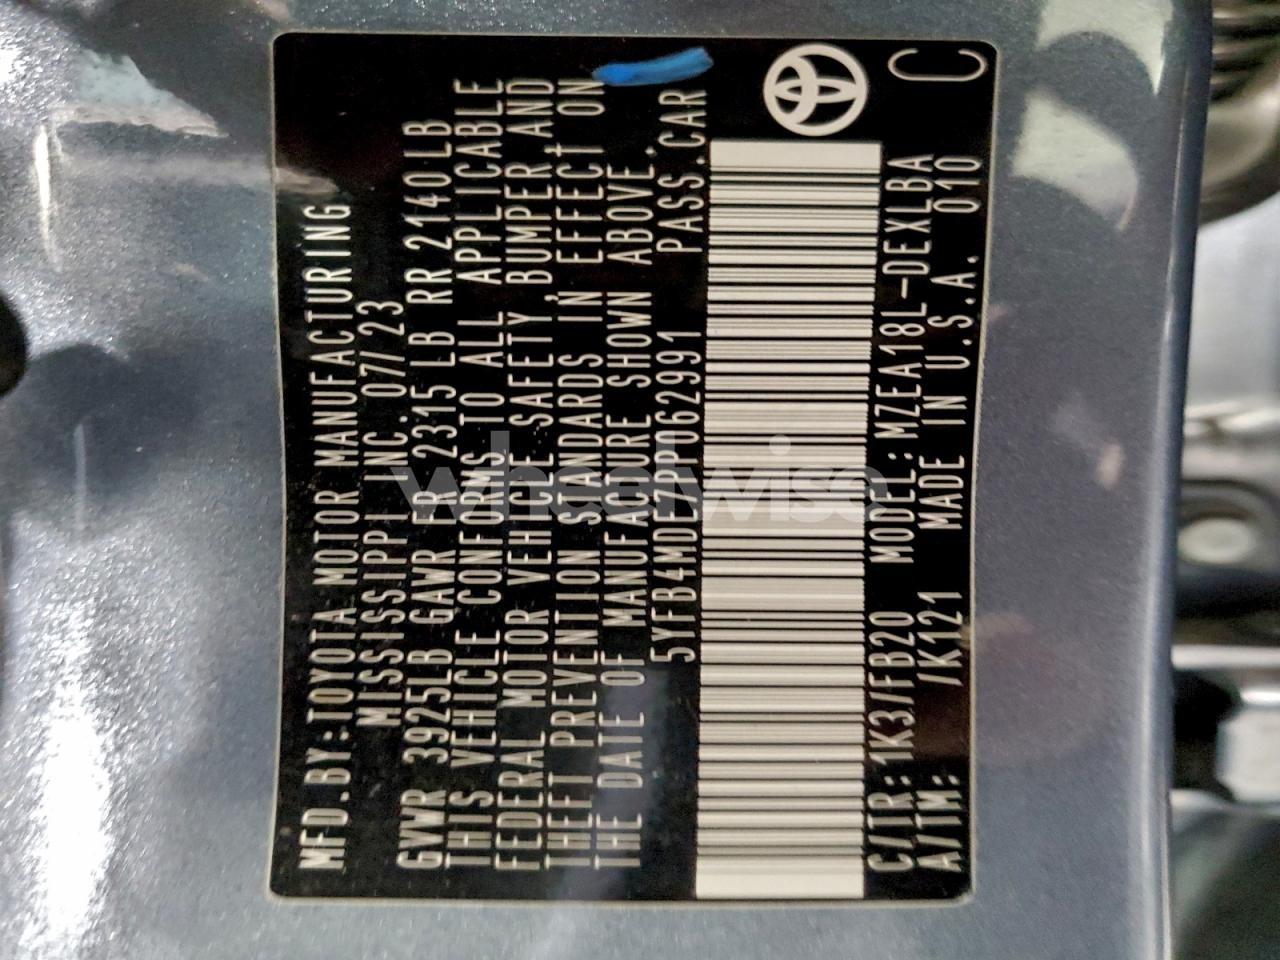 MFD.BY:TOYOTA MOTOR MANUFACTURING
MISSISSIPPI INC. 07/23
GVWR 3925LB GAWR FR 2315LB RR 2140LB
THIS VEHICLE CONFORMS TO ALL APPLICABLE
FEDERAL MOTOR VEHICLE SAFETY,BUMPER,AND
THEFT PREVENTION STANDARDS IN EFFECT ON
THE DATE OF MANUFACTURE SHOWN ABOVE.
5YFB4MDE7PP062991 PASS.CAR
C/TR:1K3/FB20 MODEL:MZEA18L-DEXLBA
A/TM: /K121 MADE IN U.S.A. 010
C
wheelwise